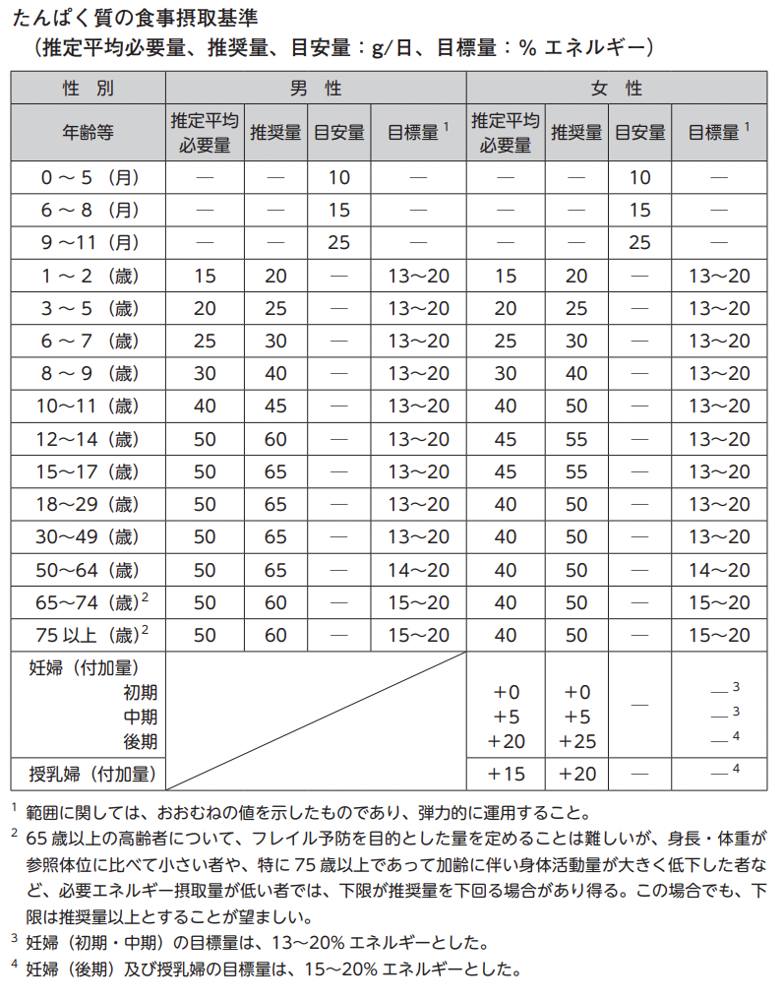 たんぱく質の食事摂取基準
（推定平均必要量、推奨量、目安量：g/日、目標量：% エネルギー）
性 別 男 性 女 性
年齢等 推定平均必要量 推奨量 目安量 目標量1 推定平均必要量 推奨量 目安量 目標量1
0 ～ 5 （月） ― ― 10 ― ― ― 10 ―
6 ～ 8 （月） ― ― 15 ― ― ― 15 ―
9 ～11（月） ― ― 25 ― ― ― 25 ―
1 ～ 2 （歳） 15 20 ― 13～20 15 20 ― 13～20
3 ～ 5 （歳） 20 25 ― 13～20 20 25 ― 13～20
6 ～ 7 （歳） 25 30 ― 13～20 25 30 ― 13～20
8 ～ 9 （歳） 30 40 ― 13～20 30 40 ― 13～20
10～11（歳） 40 45 ― 13～20 40 50 ― 13～20
12～14（歳） 50 60 ― 13～20 45 55 ― 13～20
15～17（歳） 50 65 ― 13～20 45 55 ― 13～20
18～29（歳） 50 65 ― 13～20 40 50 ― 13～20
30～49（歳） 50 65 ― 13～20 40 50 ― 13～20
50～64（歳） 50 65 ― 14～20 40 50 ― 14～20
65～74（歳）2 50 60 ― 15～20 40 50 ― 15～20
75 以上（歳）2 50 60 ― 15～20 40 50 ― 15～20
妊婦（付加量）
初期 +0 +0 ―3
中期 +5 +5 ― ―3
後期 +20 +25 ―4
授乳婦（付加量） +15 +20 ― ―4
1 範囲に関しては、おおむねの値を示したものであり、弾力的に運用すること。
2 65 歳以上の高齢者について、フレイル予防を目的とした量を定めることは難しいが、身長・体重が
参照体位に比べて小さい者や、特に 75 歳以上であって加齢に伴い身体活動量が大きく低下した者な
ど、必要エネルギー摂取量が低い者では、下限が推奨量を下回る場合があり得る。この場合でも、下
限は推奨量以上とすることが望ましい。
3 妊婦（初期・中期）の目標量は、13～20% エネルギーとした。
4 妊婦（後期）及び授乳婦の目標量は、15～20% エネルギーとした。